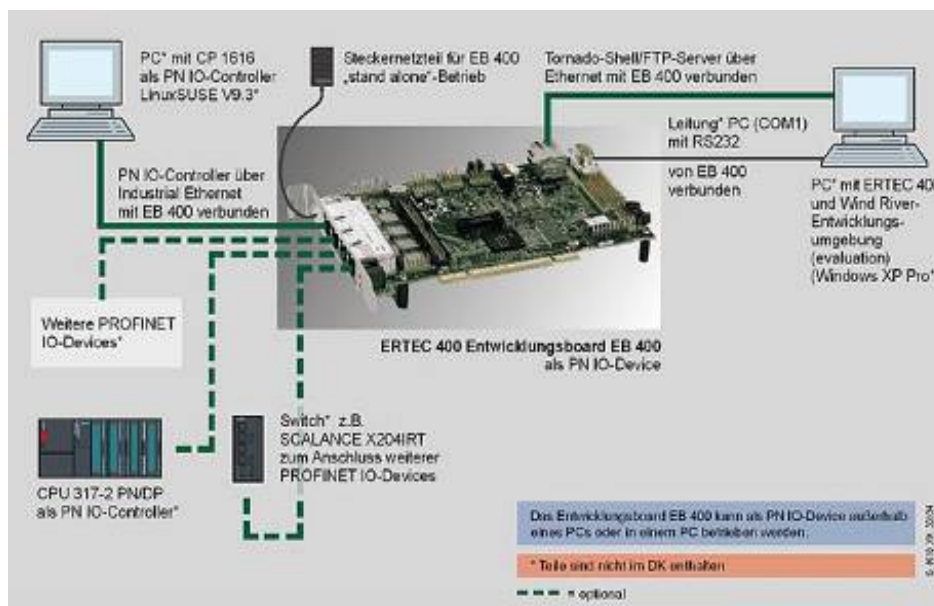 PC* mit CP 1616
als PN IO-Controller
LinuxSUSE V9.3*
Steckernetzteil für EB 400
„stand alone"-Betrieb
Tornado-Shell/FTP-Server über
Ethernet mit EB 400 verbunden
Leitung* PC (COM1)
mit RS232
von EB 400
verbunden
PN IO-Controller über
Industrial Ethernet
mit EB 400 verbunden
PC* mit ERTEC 40
und Wind River-
Entwicklungs-
umgebung
(evaluation)
(Windows XP Pro*
Weitere PROFINET
IO-Devices*
ERTEC 400 Entwicklungsboard EB 400
als PN IO-Device
Switch* z.B.
SCALANCE X204IRT
zum Anschluss weiterer
PROFINET IO-Devices
CPU 317-2 PN/DP
als PN IO-Controller*
Das Entwicklungsboard EB 400 kann als PN IO-Device außerhalb
eines PCs oder in einem PC betrieben werden.
* Teile sind nicht im DK enthalten
= optional